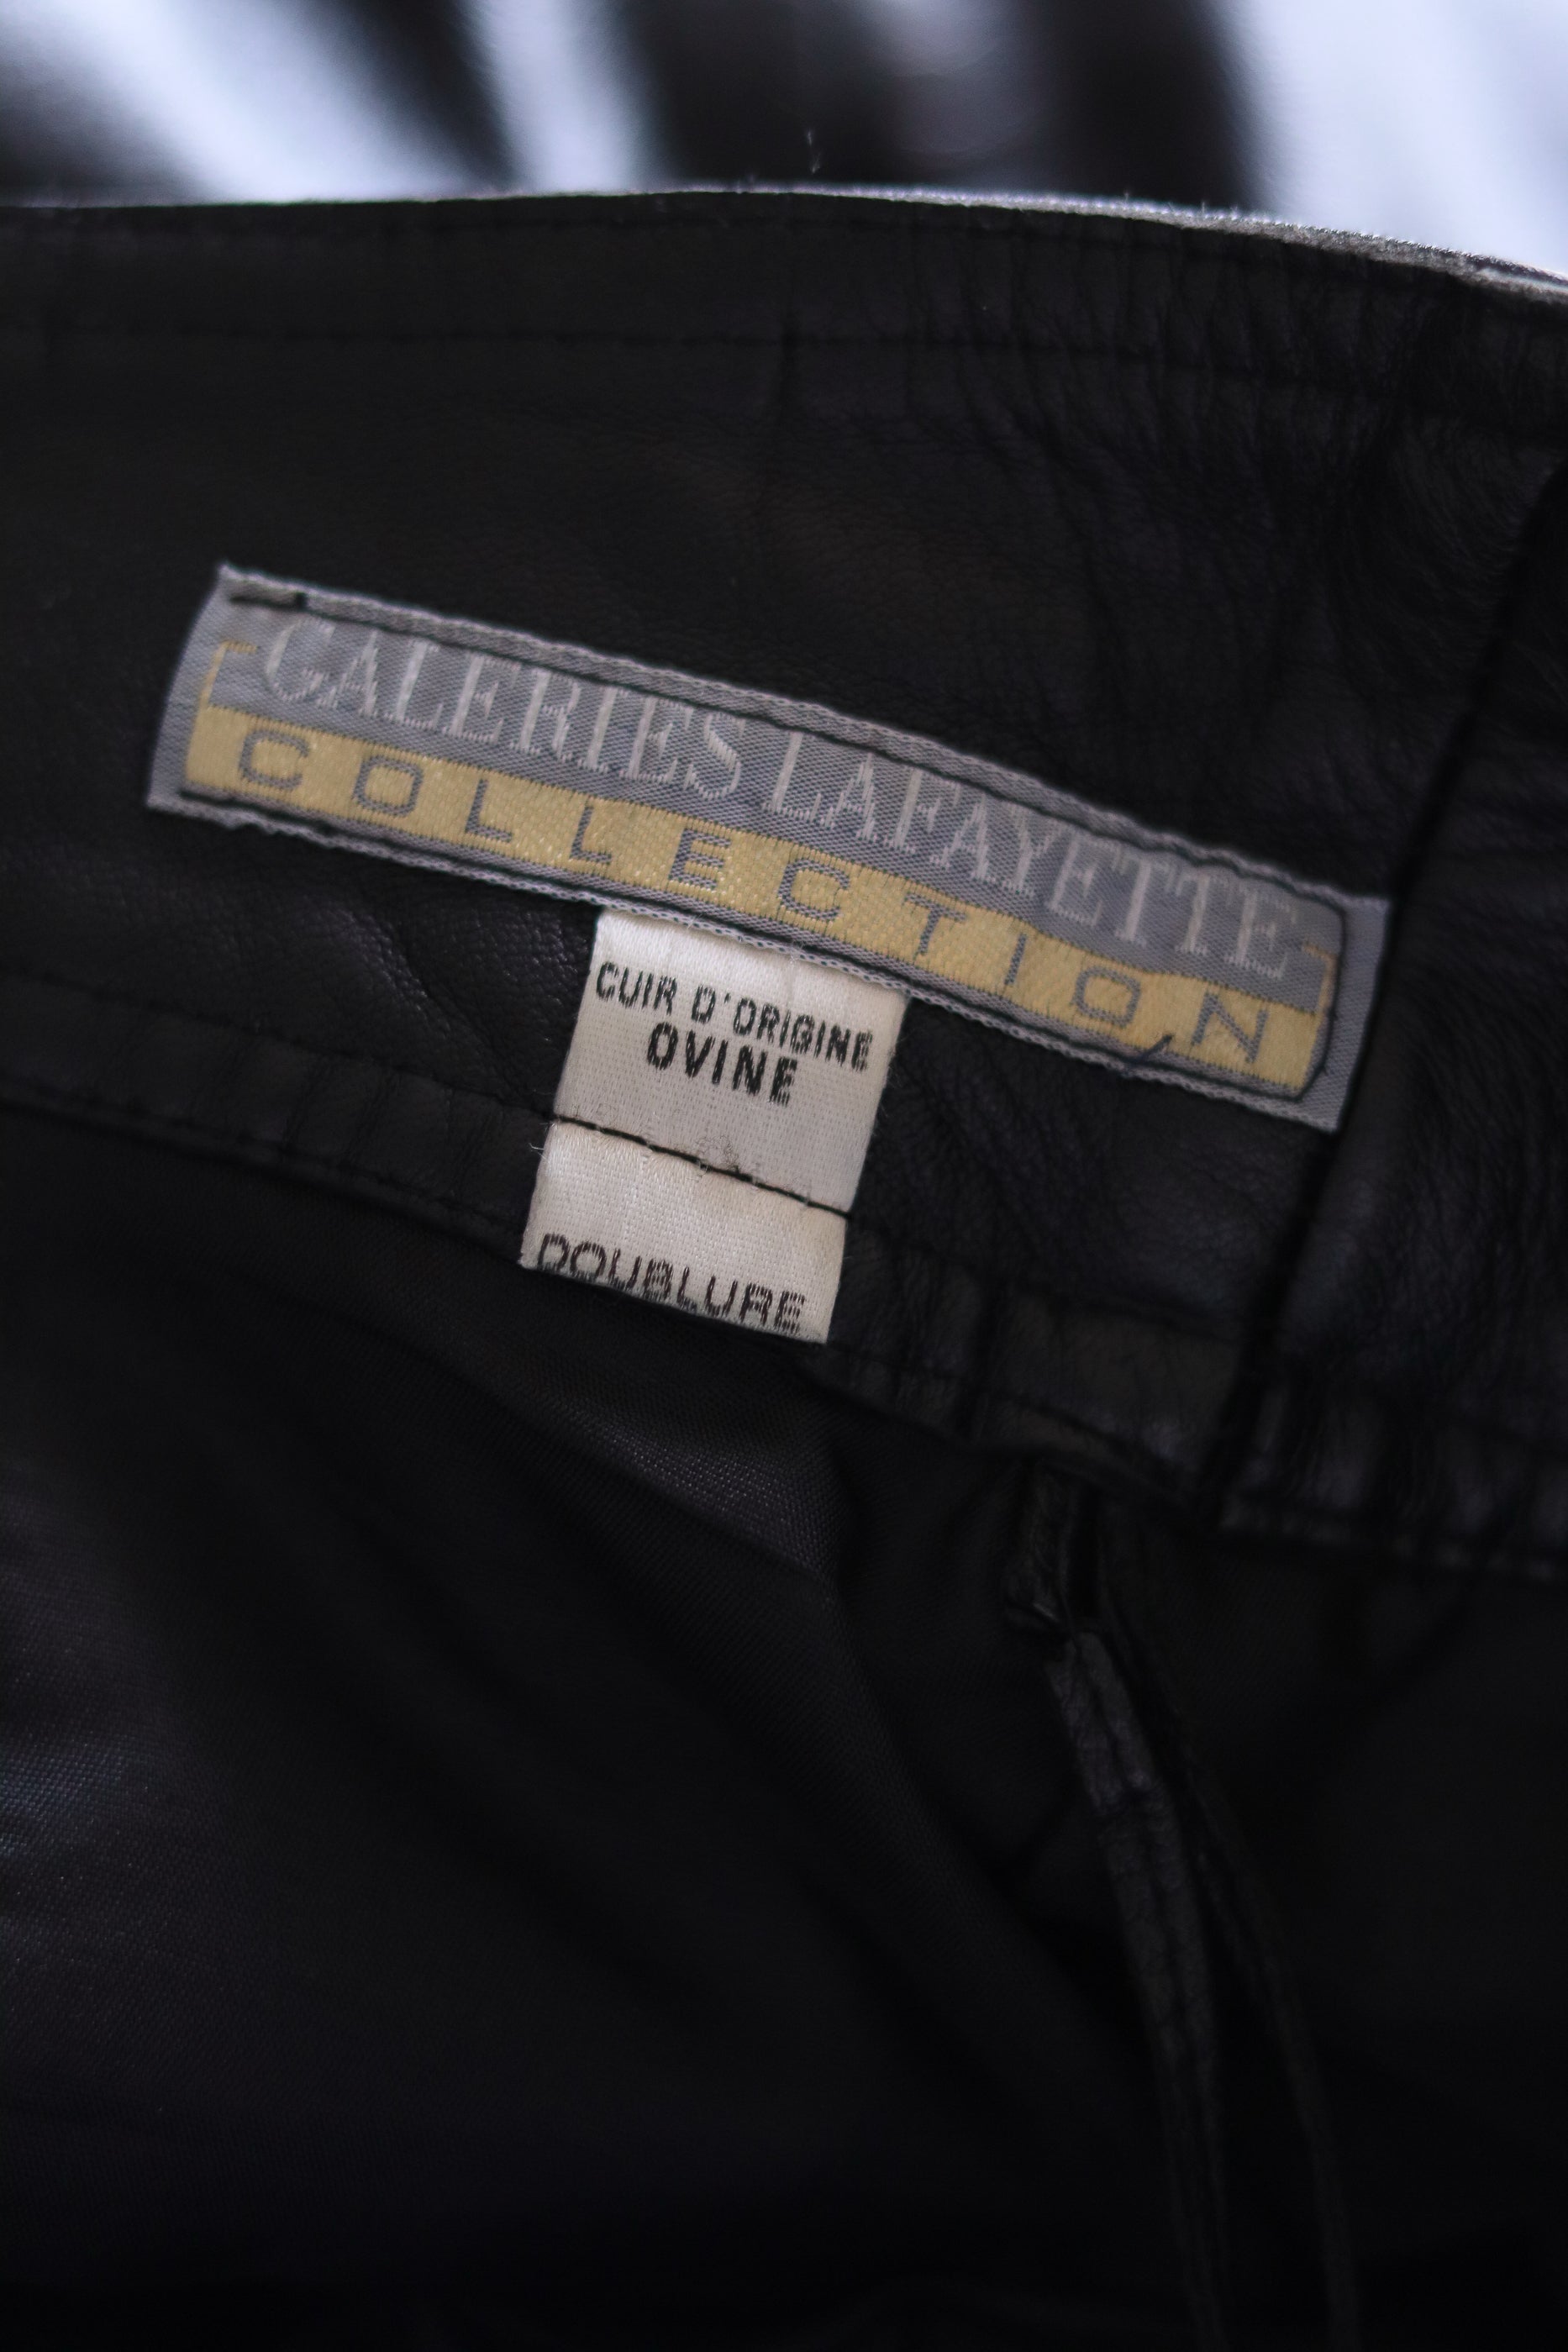 GALERIES LAFAYETTE
COLLECTION
CUIR D'ORIGINE
OVINE
DOUBLURE